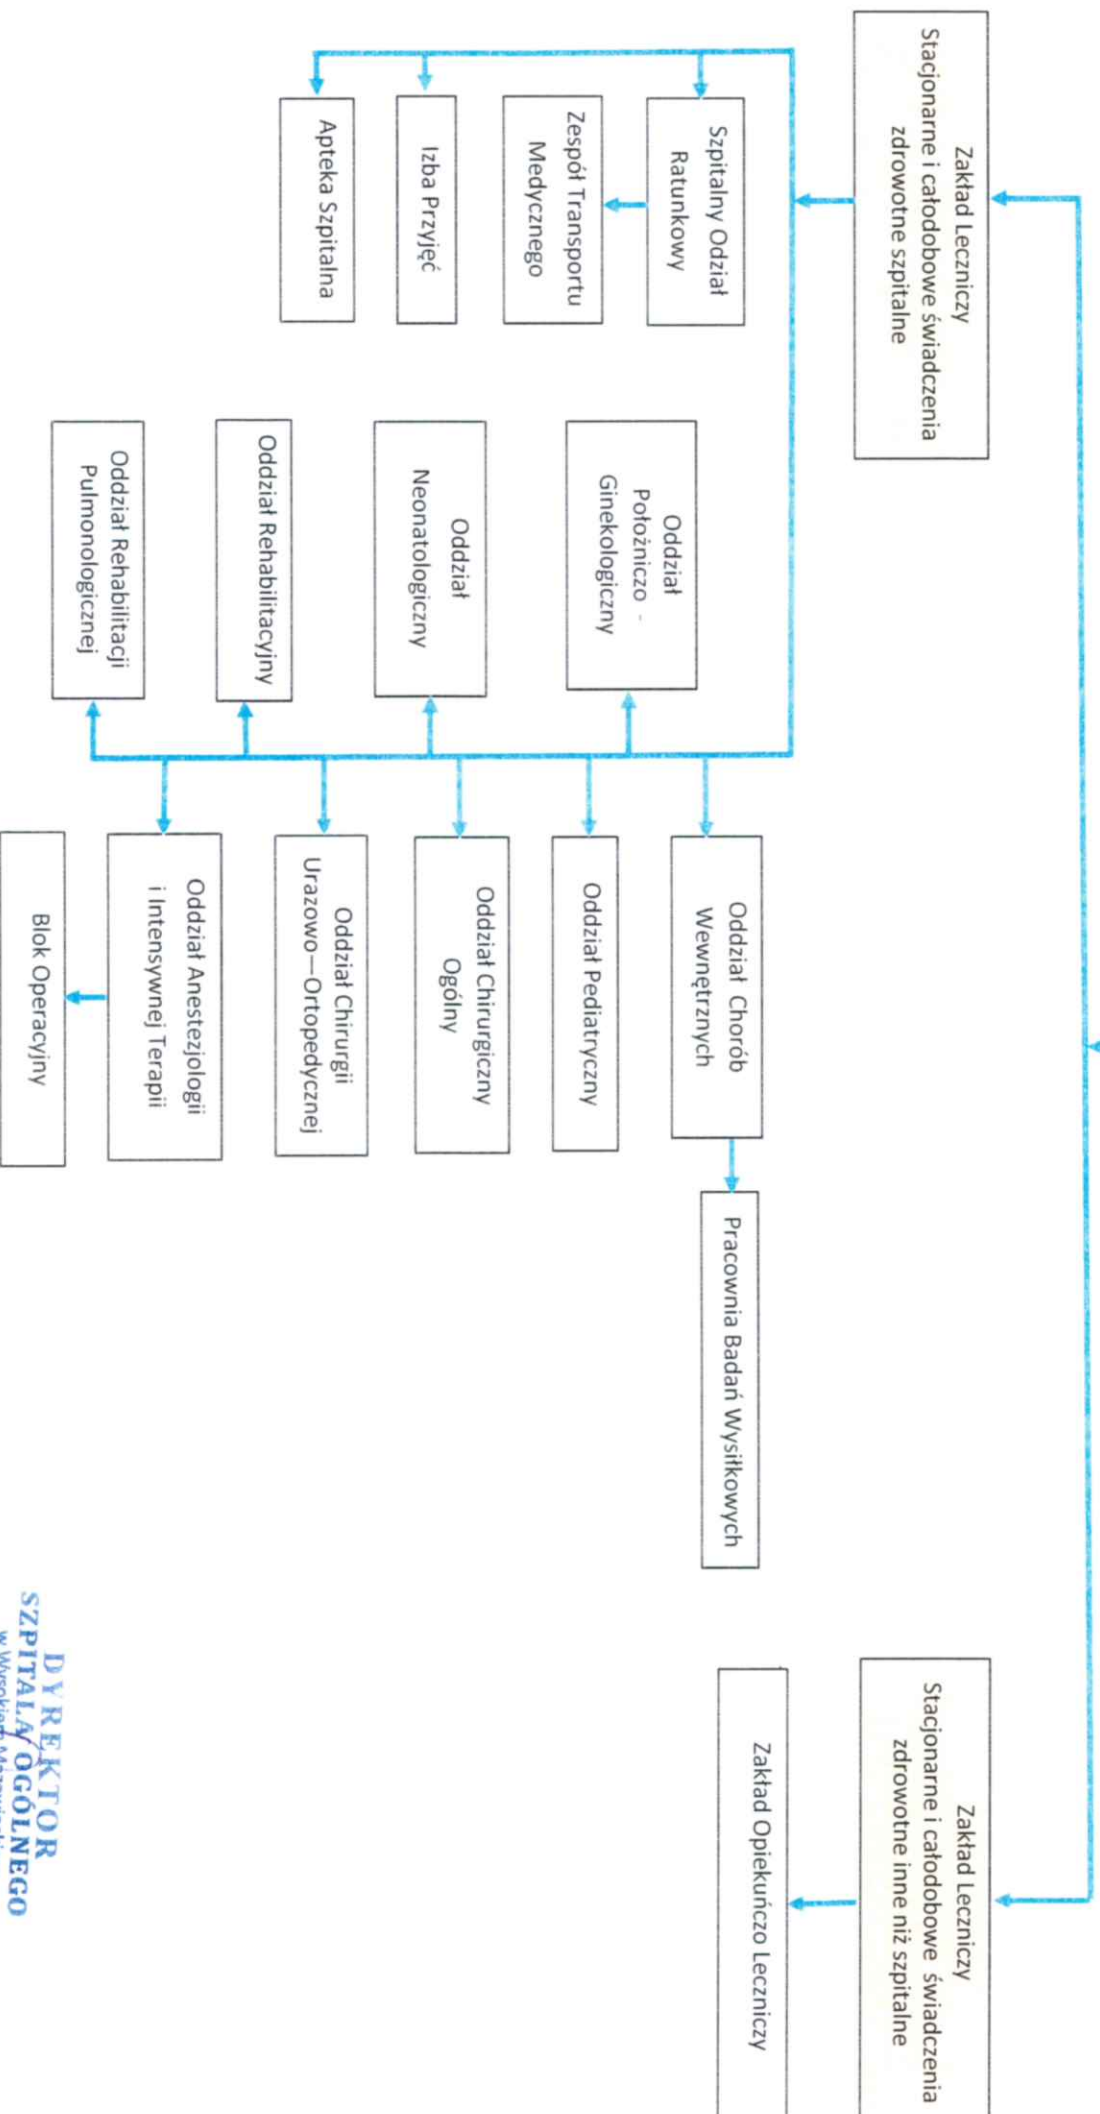 Zakład Leczniczy
Stacjonarne i całodobowe świadczenia
zdrowotne szpitalne
Zakład Leczniczy
Stacjonarne i całodobowe świadczenia
zdrowotne inne niż szpitalne
Szpitalny Odział
Ratunkowy
Zespół Transportu
Medycznego
Izba Przyjęć
Apteka Szpitalna
Oddział
Położniczo -
Ginekologiczny
Oddział
Neonatologiczny
Oddział Rehabilitacyjny
Oddział Rehabilitacji
Pulmonologicznej
Oddział Chorób
Wewnętrznych
Oddział Pediatryczny
Oddział Chirurgiczny
Ogólny
Oddział Chirurgii
Urazowo—Ortopedycznej
Oddział Anestezjologii
i Intensywnej Terapii
Blok Operacyjny
Pracownia Badań Wysiłkowych
Zakład Opiekuńczo Leczniczy
DYREKTOR
SZPITALA OGÓLNEGO